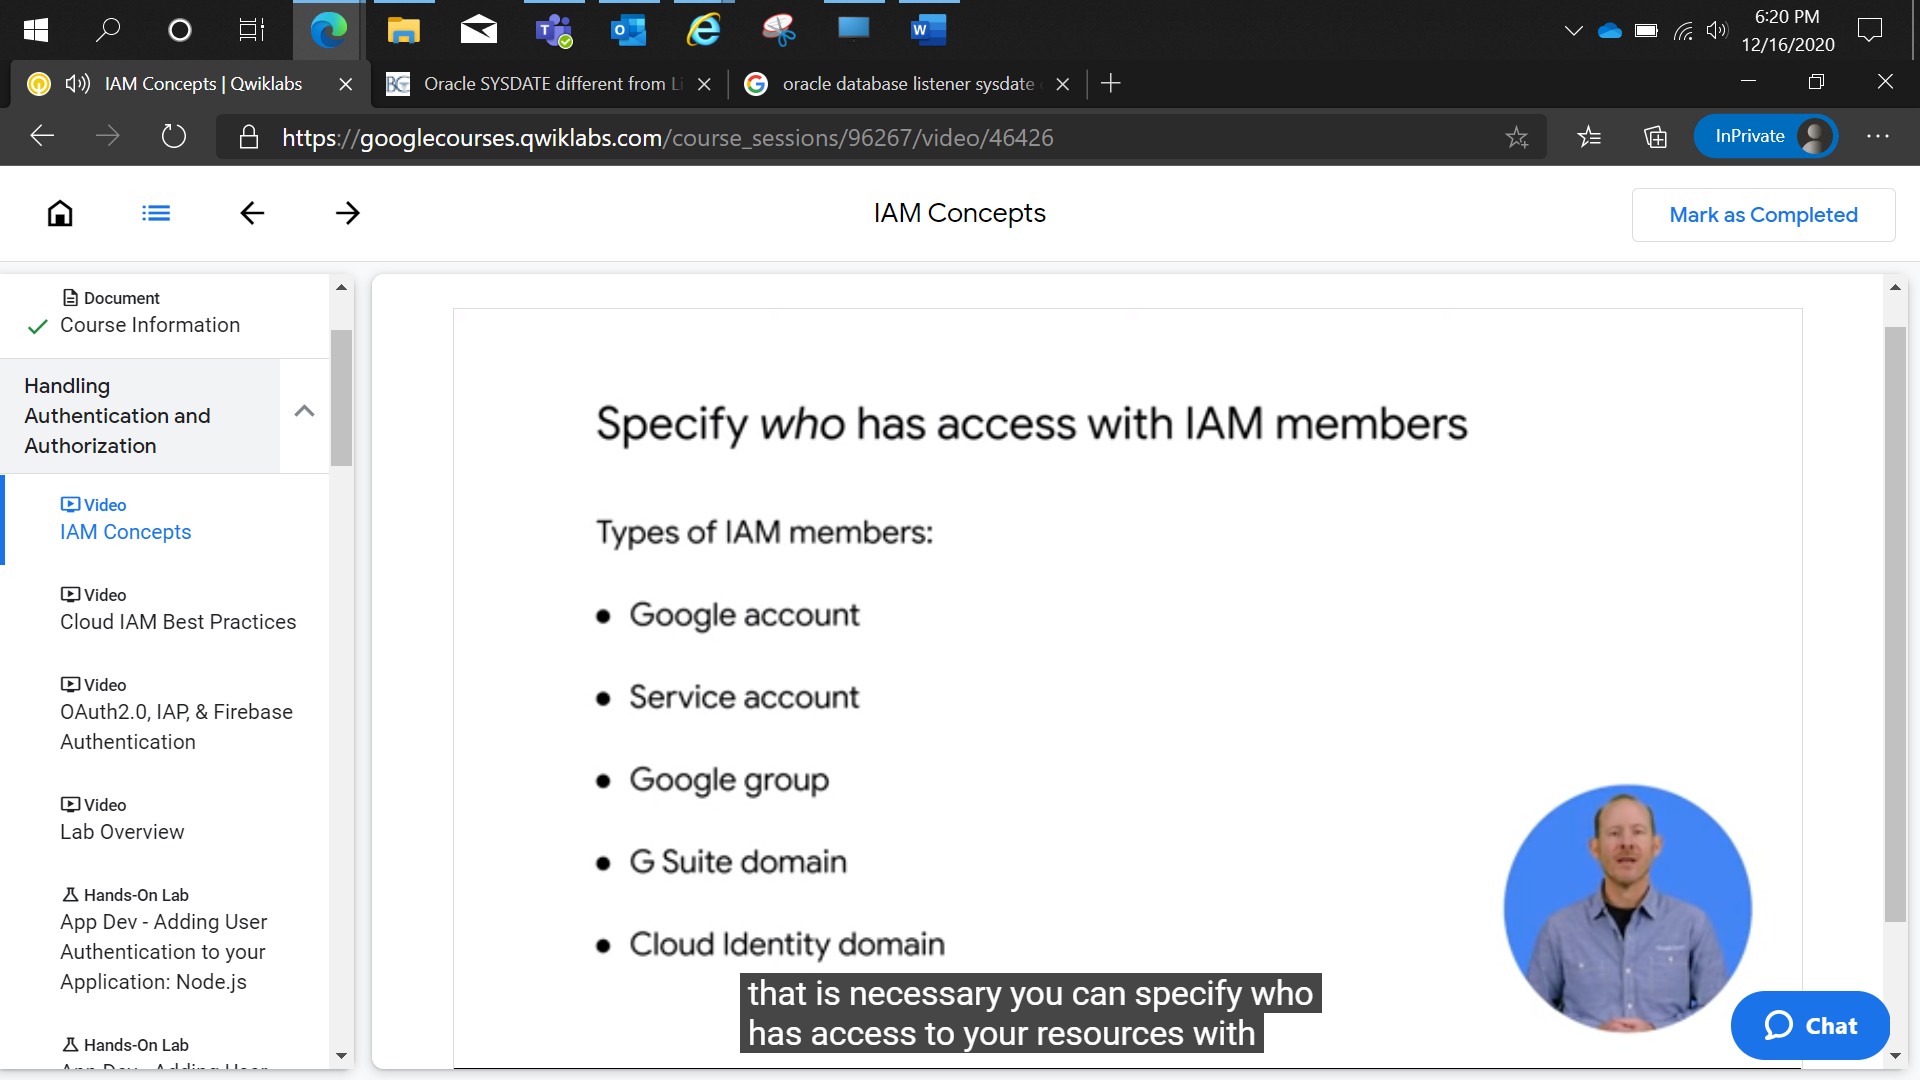 6:20 PM
12/16/2020
IAM Concepts | Qwiklabs
Oracle SYSDATE different from Li
oracle database listener sysdate
https://googlecourses.qwiklabs.com/course_sessions/96267/video/46426
InPrivate
IAM Concepts
Mark as Completed
Document
Course Information
Handling
Authentication and
Authorization
Video
IAM Concepts
Video
Cloud IAM Best Practices
Video
OAuth2.0, IAP, & Firebase
Authentication
Video
Lab Overview
Hands-On Lab
App Dev - Adding User
Authentication to your
Application: Node.js
Hands-On Lab
App Dev - Adding User
Specify who has access with IAM members
Types of IAM members:
● Google account
● Service account
● Google group
● G Suite domain
● Cloud Identity domain
that is necessary you can specify who
has access to your resources with
Chat